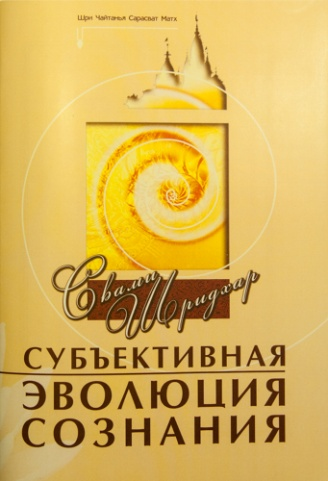 Шри Чайтанья Сарасват Матх
Свами
Шридхар
СУБЪЕКТИВНАЯ
ЭВОЛЮЦИЯ
СОЗНАНИЯ